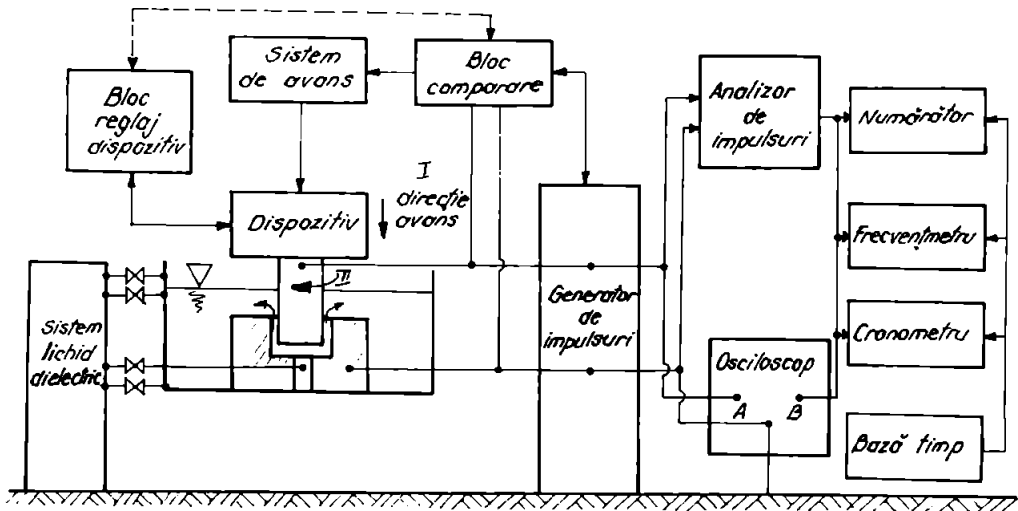 Sistem
de avans
Bloc
comparare
Bloc
reglaj
dispozitiv
Analizor
de
impulsuri
Numărător
I
direcție
avans
Dispozitiv
Frecvențmetru
II
Generator
de
impulsuri
Sistem
lichid
dielectric
Cronometru
Osciloscop
A B
Bază timp